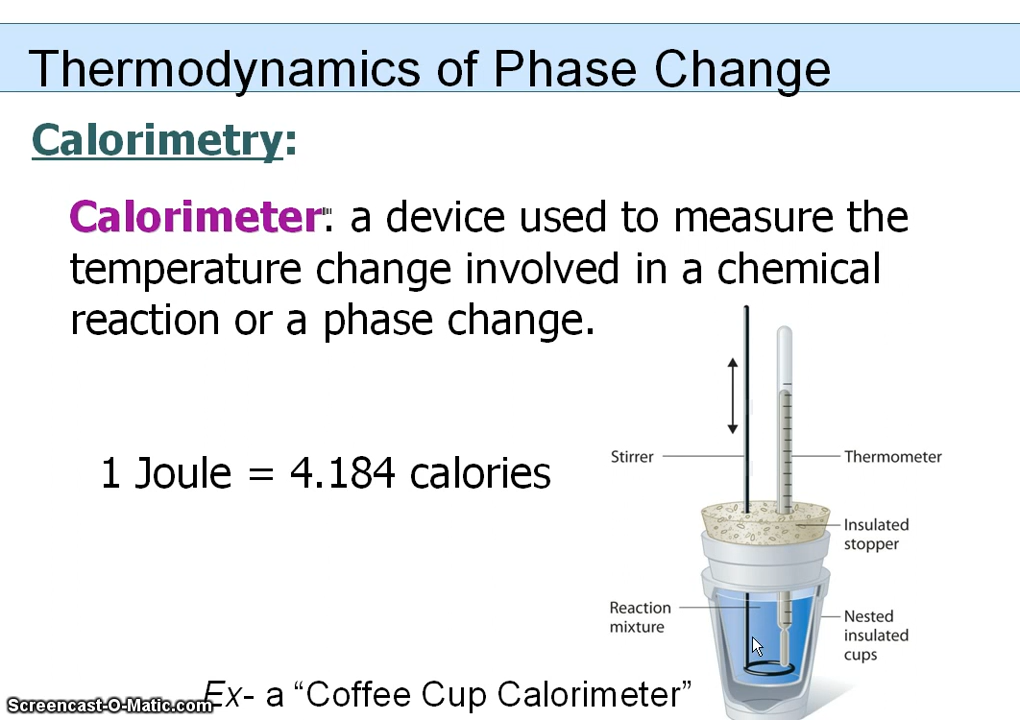 Thermodynamics of Phase Change
Calorimetry:
Calorimeter: a device used to measure the
temperature change involved in a chemical
reaction or a phase change.
1 Joule = 4.184 calories
Stirrer
Thermometer
Insulated
stopper
Reaction
mixture
Nested
insulated
cups
Ex- a “Coffee Cup Calorimeter”
Screencast-O-Matic.com